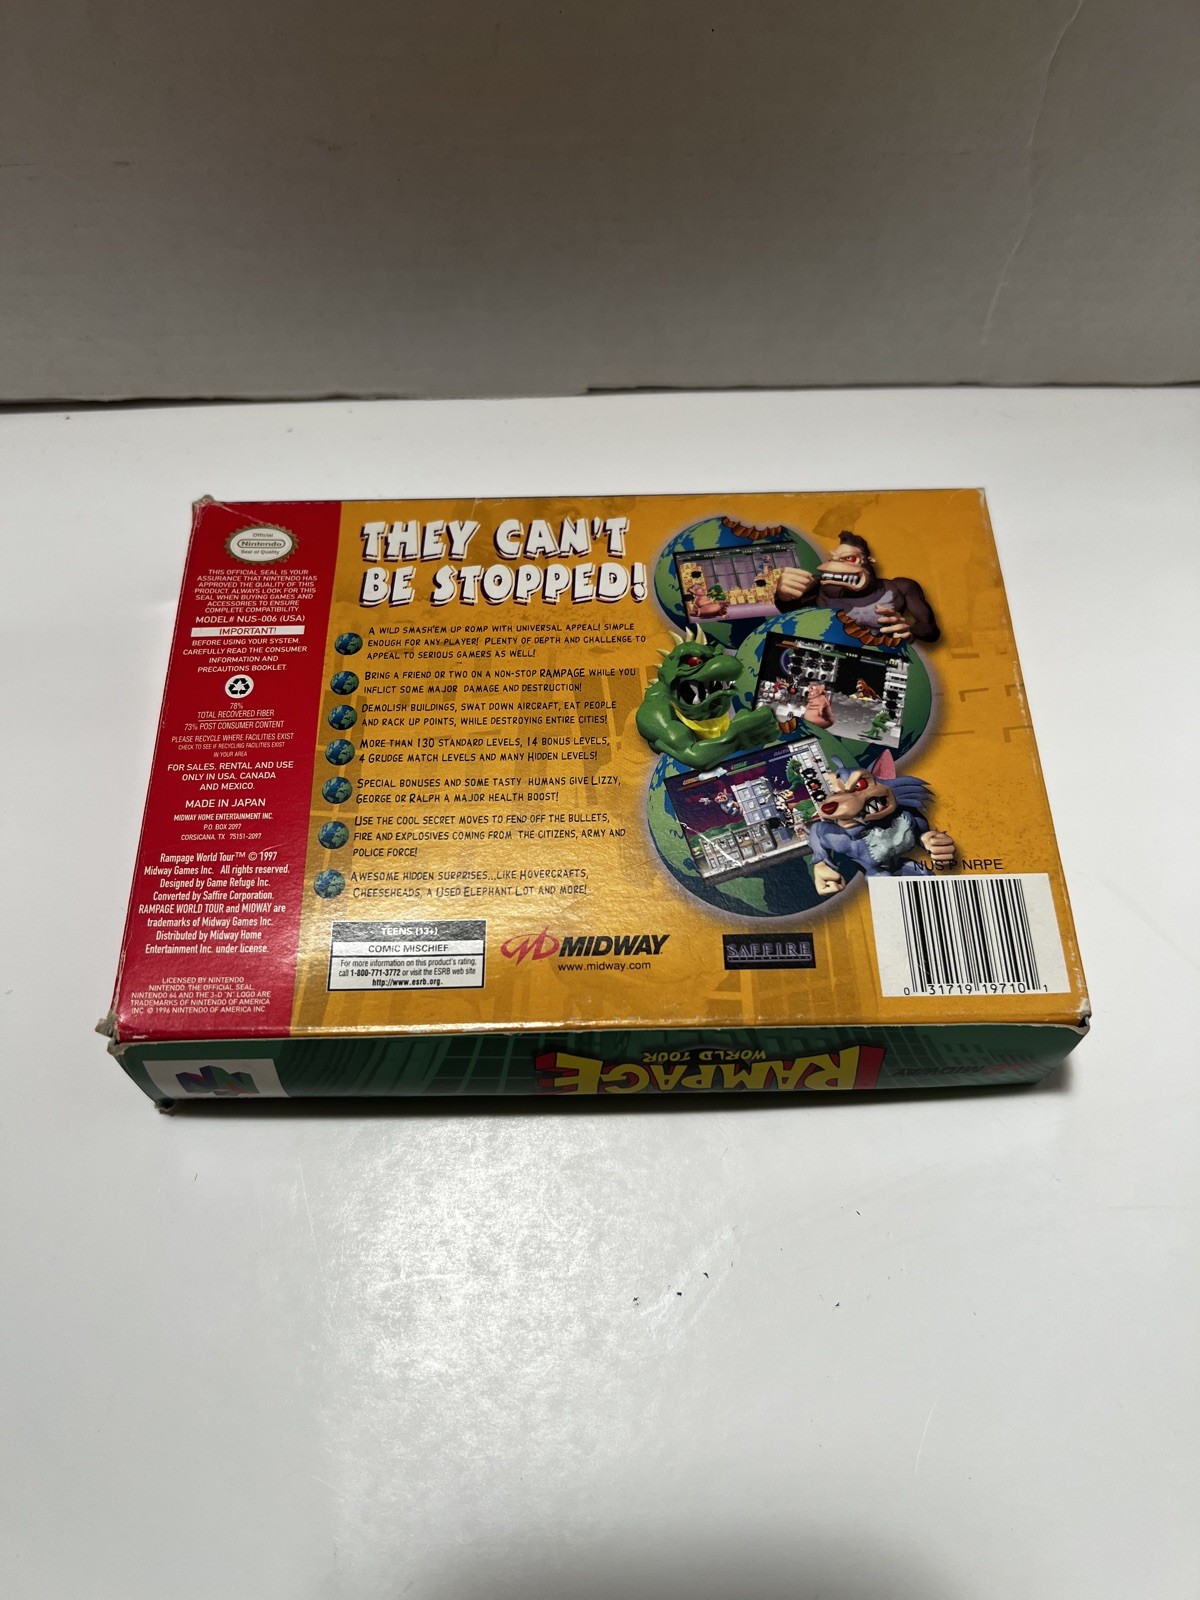 Official
Nintendo
Seal of Quality
THIS OFFICIAL SEAL IS YOUR
ASSURANCE THAT NINTENDO HAS
APPROVED THE QUALITY OF THIS
PRODUCT. ALWAYS LOOK FOR THIS
SEAL WHEN BUYING GAMES AND
ACCESSORIES TO ENSURE
COMPLETE COMPATIBILITY.
MODEL# NUS-006 (USA)
IMPORTANT!
BEFORE USING YOUR SYSTEM,
CAREFULLY READ THE CONSUMER
INFORMATION AND
PRECAUTIONS BOOKLET.
78%
TOTAL RECOVERED FIBER
73% POST CONSUMER CONTENT
PLEASE RECYCLE WHERE FACILITIES EXIST
CHECK TO SEE IF RECYCLING FACILITIES EXIST
IN YOUR AREA
FOR SALES, RENTAL AND USE
ONLY IN USA, CANADA
AND MEXICO.
MADE IN JAPAN
MIDWAY HOME ENTERTAINMENT INC.
P.O. BOX 2097
CORSICANA, TX 75151-2097
Rampage World Tour™ © 1997
Midway Games Inc. All rights reserved.
Designed by Game Refuge Inc.
Converted by Saffire Corporation.
RAMPAGE WORLD TOUR and MIDWAY are
trademarks of Midway Games Inc.
Distributed by Midway Home
Entertainment Inc. under license.
LICENSED BY NINTENDO
NINTENDO, THE OFFICIAL SEAL,
NINTENDO 64 AND THE 3-D "N" LOGO ARE
TRADEMARKS OF NINTENDO OF AMERICA
INC. © 1996 NINTENDO OF AMERICA INC.
THEY CAN'T
BE STOPPED!
A WILD SMASH'EM UP ROMP WITH UNIVERSAL APPEAL! SIMPLE
ENOUGH FOR ANY PLAYER! PLENTY OF DEPTH AND CHALLENGE TO
APPEAL TO SERIOUS GAMERS AS WELL!
BRING A FRIEND OR TWO ON A NON-STOP RAMPAGE WHILE YOU
INFLICT SOME MAJOR DAMAGE AND DESTRUCTION!
DEMOLISH BUILDINGS, SWAT DOWN AIRCRAFT, EAT PEOPLE
AND RACK UP POINTS, WHILE DESTROYING ENTIRE CITIES!
MORE THAN 130 STANDARD LEVELS, 14 BONUS LEVELS,
4 GRUDGE MATCH LEVELS AND MANY HIDDEN LEVELS!
SPECIAL BONUSES AND SOME TASTY HUMANS GIVE LIZZY,
GEORGE OR RALPH A MAJOR HEALTH BOOST!
USE THE COOL SECRET MOVES TO FEND OFF THE BULLETS,
FIRE AND EXPLOSIVES COMING FROM THE CITIZENS, ARMY AND
POLICE FORCE!
AWESOME HIDDEN SURPRISES...LIKE HOVERCRAFTS,
CHEESEHEADS, A USED ELEPHANT LOT AND MORE!
TEENS (13+)
COMIC MISCHIEF
For more information on this product's rating,
call 1-800-771-3772 or visit the ESRB web site
http://www.esrb.org.
MIDWAY
www.midway.com
SAFFIRE
NUS P NRPE
0 31719 19710 1
RAMPAGE
WORLD TOUR
MIDWAY